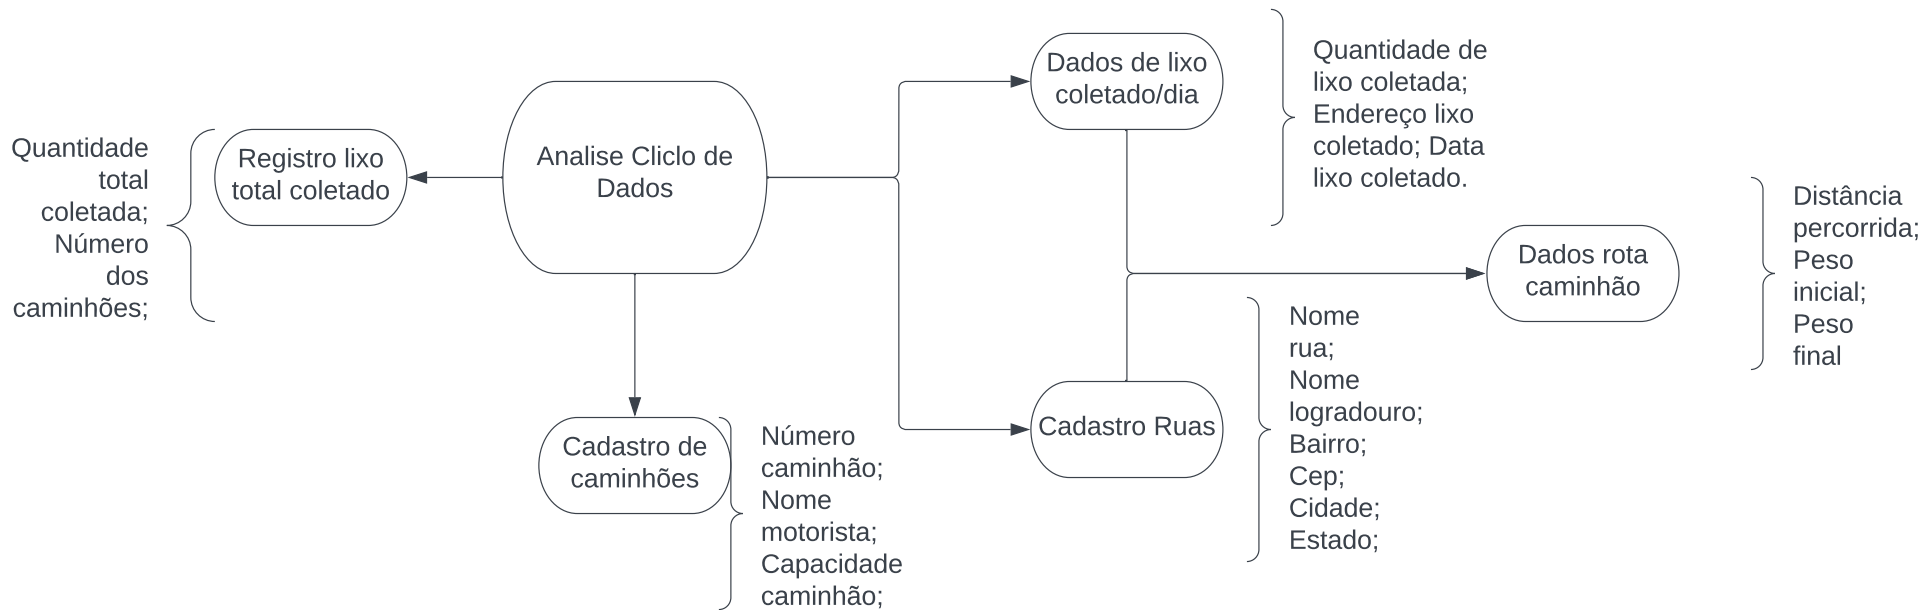 Quantidade
total
coletada;
Número
dos
caminhões;
Registro lixo
total coletado
Analise Cliclo de
Dados
Cadastro de
caminhões
Número
caminhão;
Nome
motorista;
Capacidade
caminhão;
Dados de lixo
coletado/dia
Quantidade de
lixo coletada;
Endereço lixo
coletado; Data
lixo coletado.
Cadastro Ruas
Nome
rua;
Nome
logradouro;
Bairro;
Cep;
Cidade;
Estado;
Dados rota
caminhão
Distância
percorrida;
Peso
inicial;
Peso
final